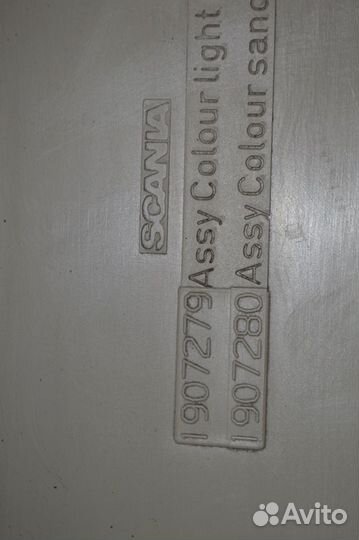 SCANIA
1907279 Assy Colour light
1907280 Assy Colour sand
Avito